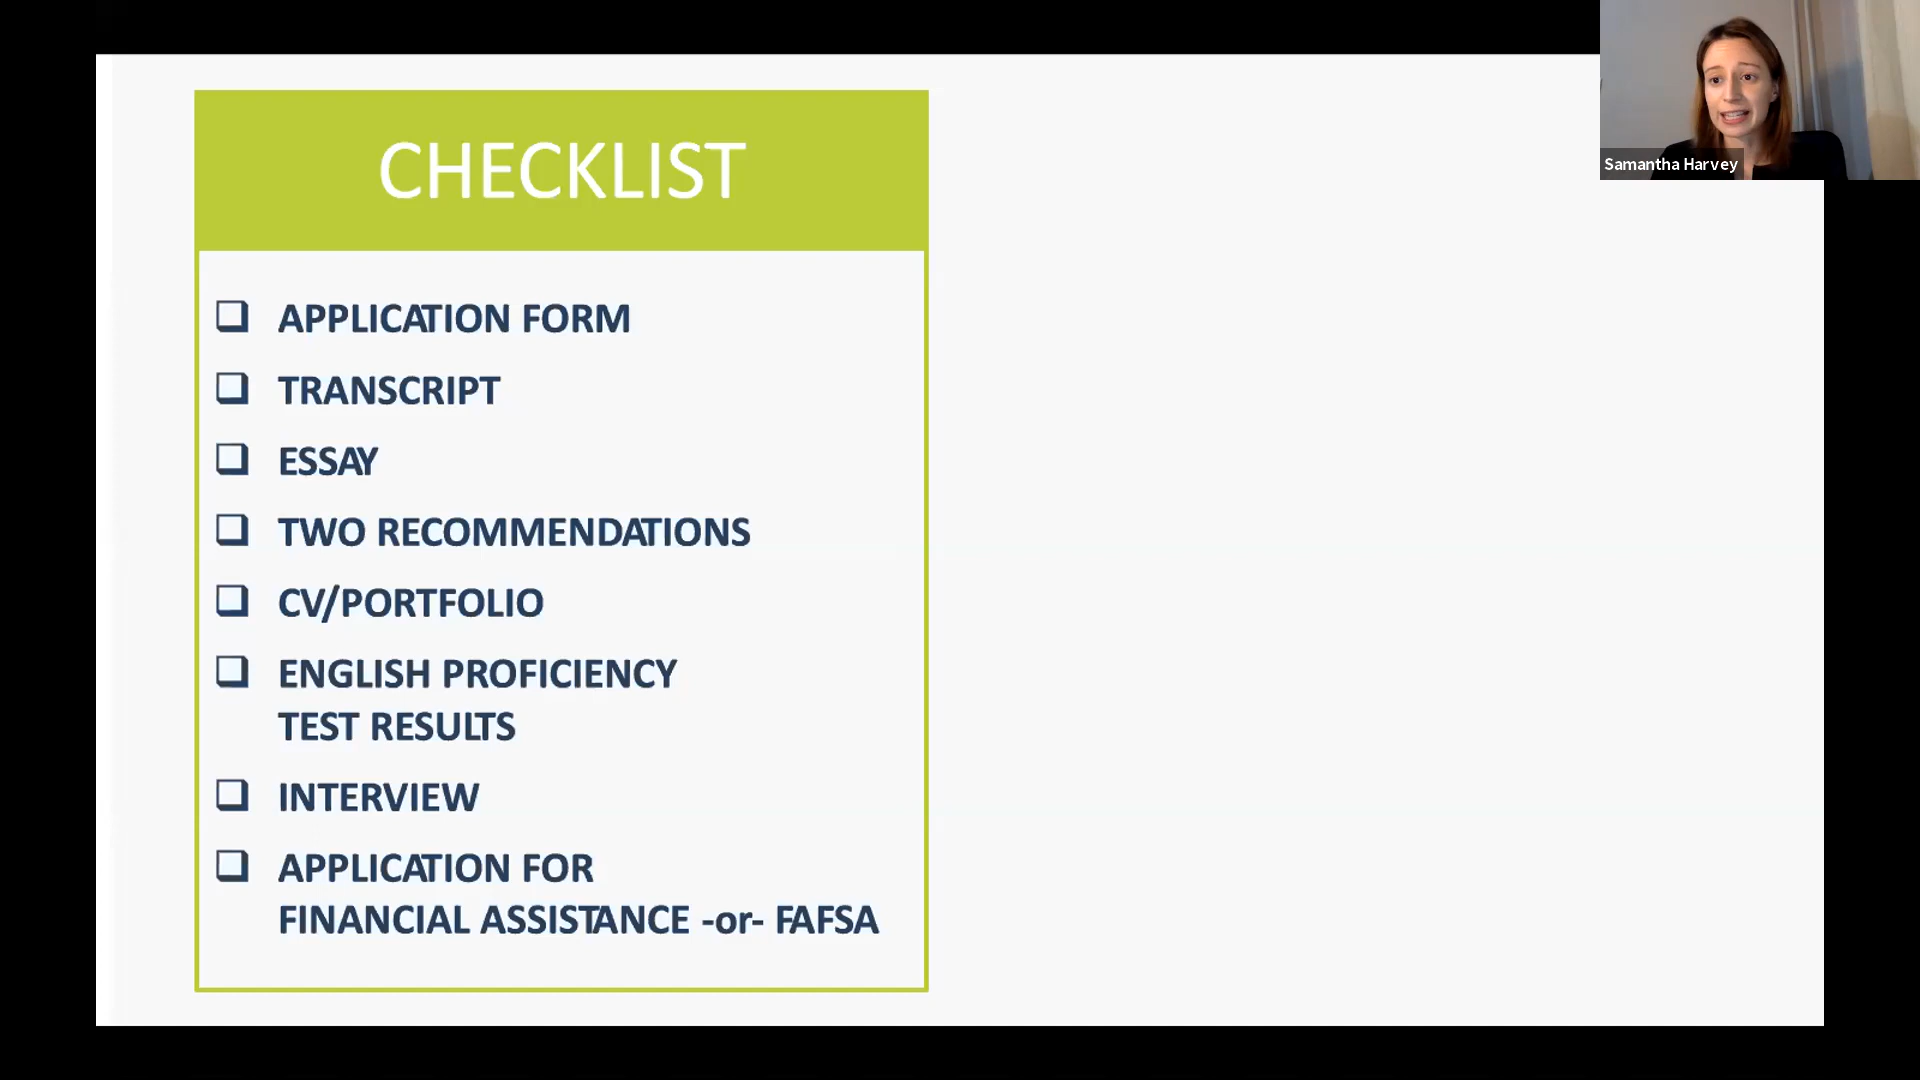 CHECKLIST
APPLICATION FORM
TRANSCRIPT
ESSAY
TWO RECOMMENDATIONS
CV/PORTFOLIO
ENGLISH PROFICIENCY
TEST RESULTS
INTERVIEW
APPLICATION FOR
FINANCIAL ASSISTANCE -or- FAFSA
Samantha Harvey